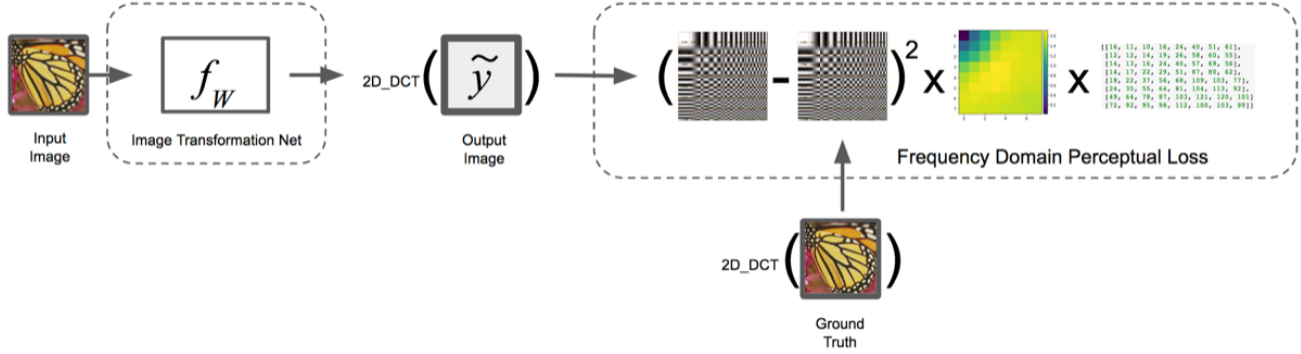 Input
Image
f W
Image Transformation Net
2D_DCT( ỹ )
Output
Image
( - )² x x
[[16, 11, 10, 16, 24, 40, 51, 61],
[12, 12, 14, 19, 26, 58, 60, 55],
[14, 13, 16, 24, 40, 57, 69, 56],
[14, 17, 22, 29, 51, 87, 80, 62],
[18, 22, 37, 56, 68, 109, 103, 77],
[24, 35, 55, 64, 81, 104, 113, 92],
[49, 64, 78, 87, 103, 121, 120, 101]
[72, 92, 95, 98, 112, 100, 103, 99]]
Frequency Domain Perceptual Loss
2D_DCT( )
Ground
Truth